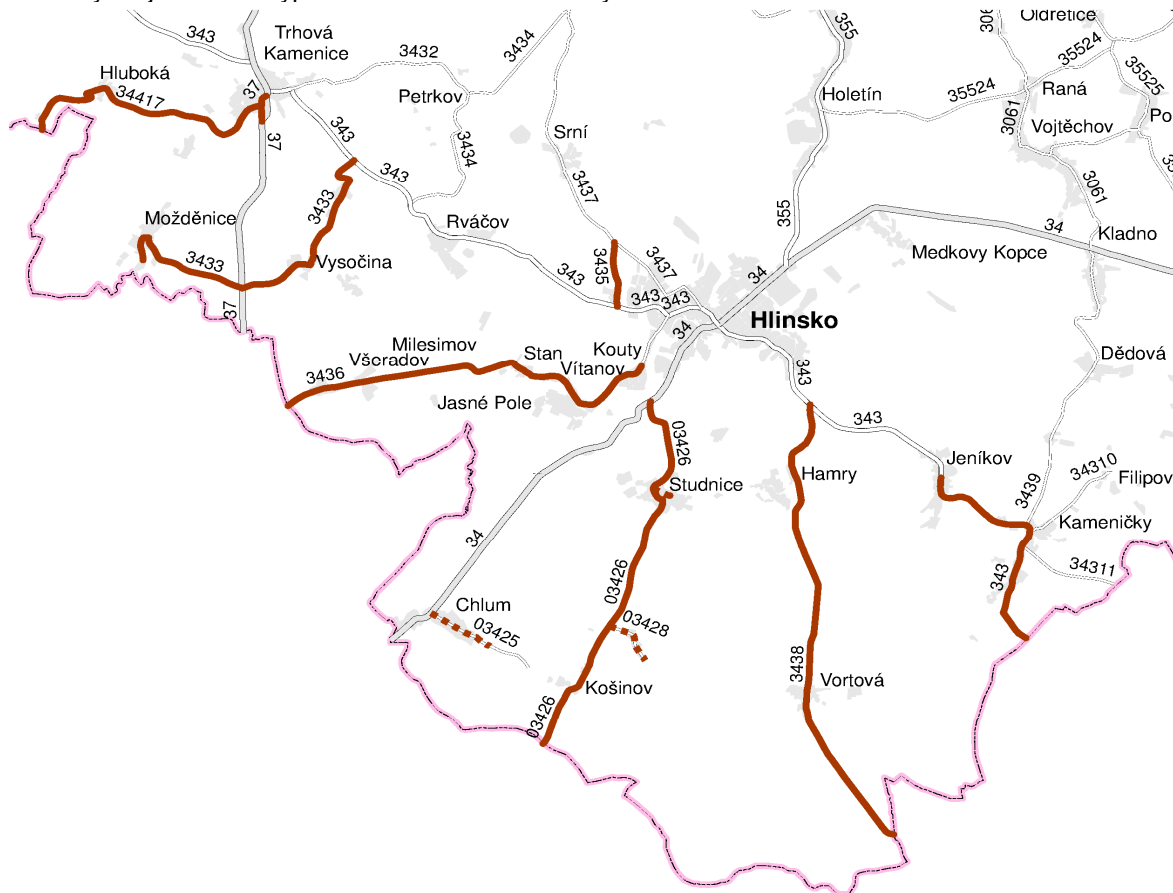 343
Trhová
Kamenice
3432
3434
355
306
Oldřetice
35524
35525
Hluboká
34417
37
Petrkov
Holetín
35524
Raná
3061
Vojtěchov
Po
37
343
343
3434
Srní
3437
3061
Možděnice
3433
3433
Vysočina
Rváčov
355
34
Kladno
Medkovy Kopce
343
3435
3437
34
343
343
37
34
Hlinsko
Milesimov
Všeradov
Stan
Kouty
Vítanov
3436
Jasné Pole
343
Dědová
343
03426
Studnice
Hamry
Jeníkov
3439
34310
Filipov
Kameničky
34
03426
343
34311
Chlum
03425
03428
3438
Vortová
Košinov
03426